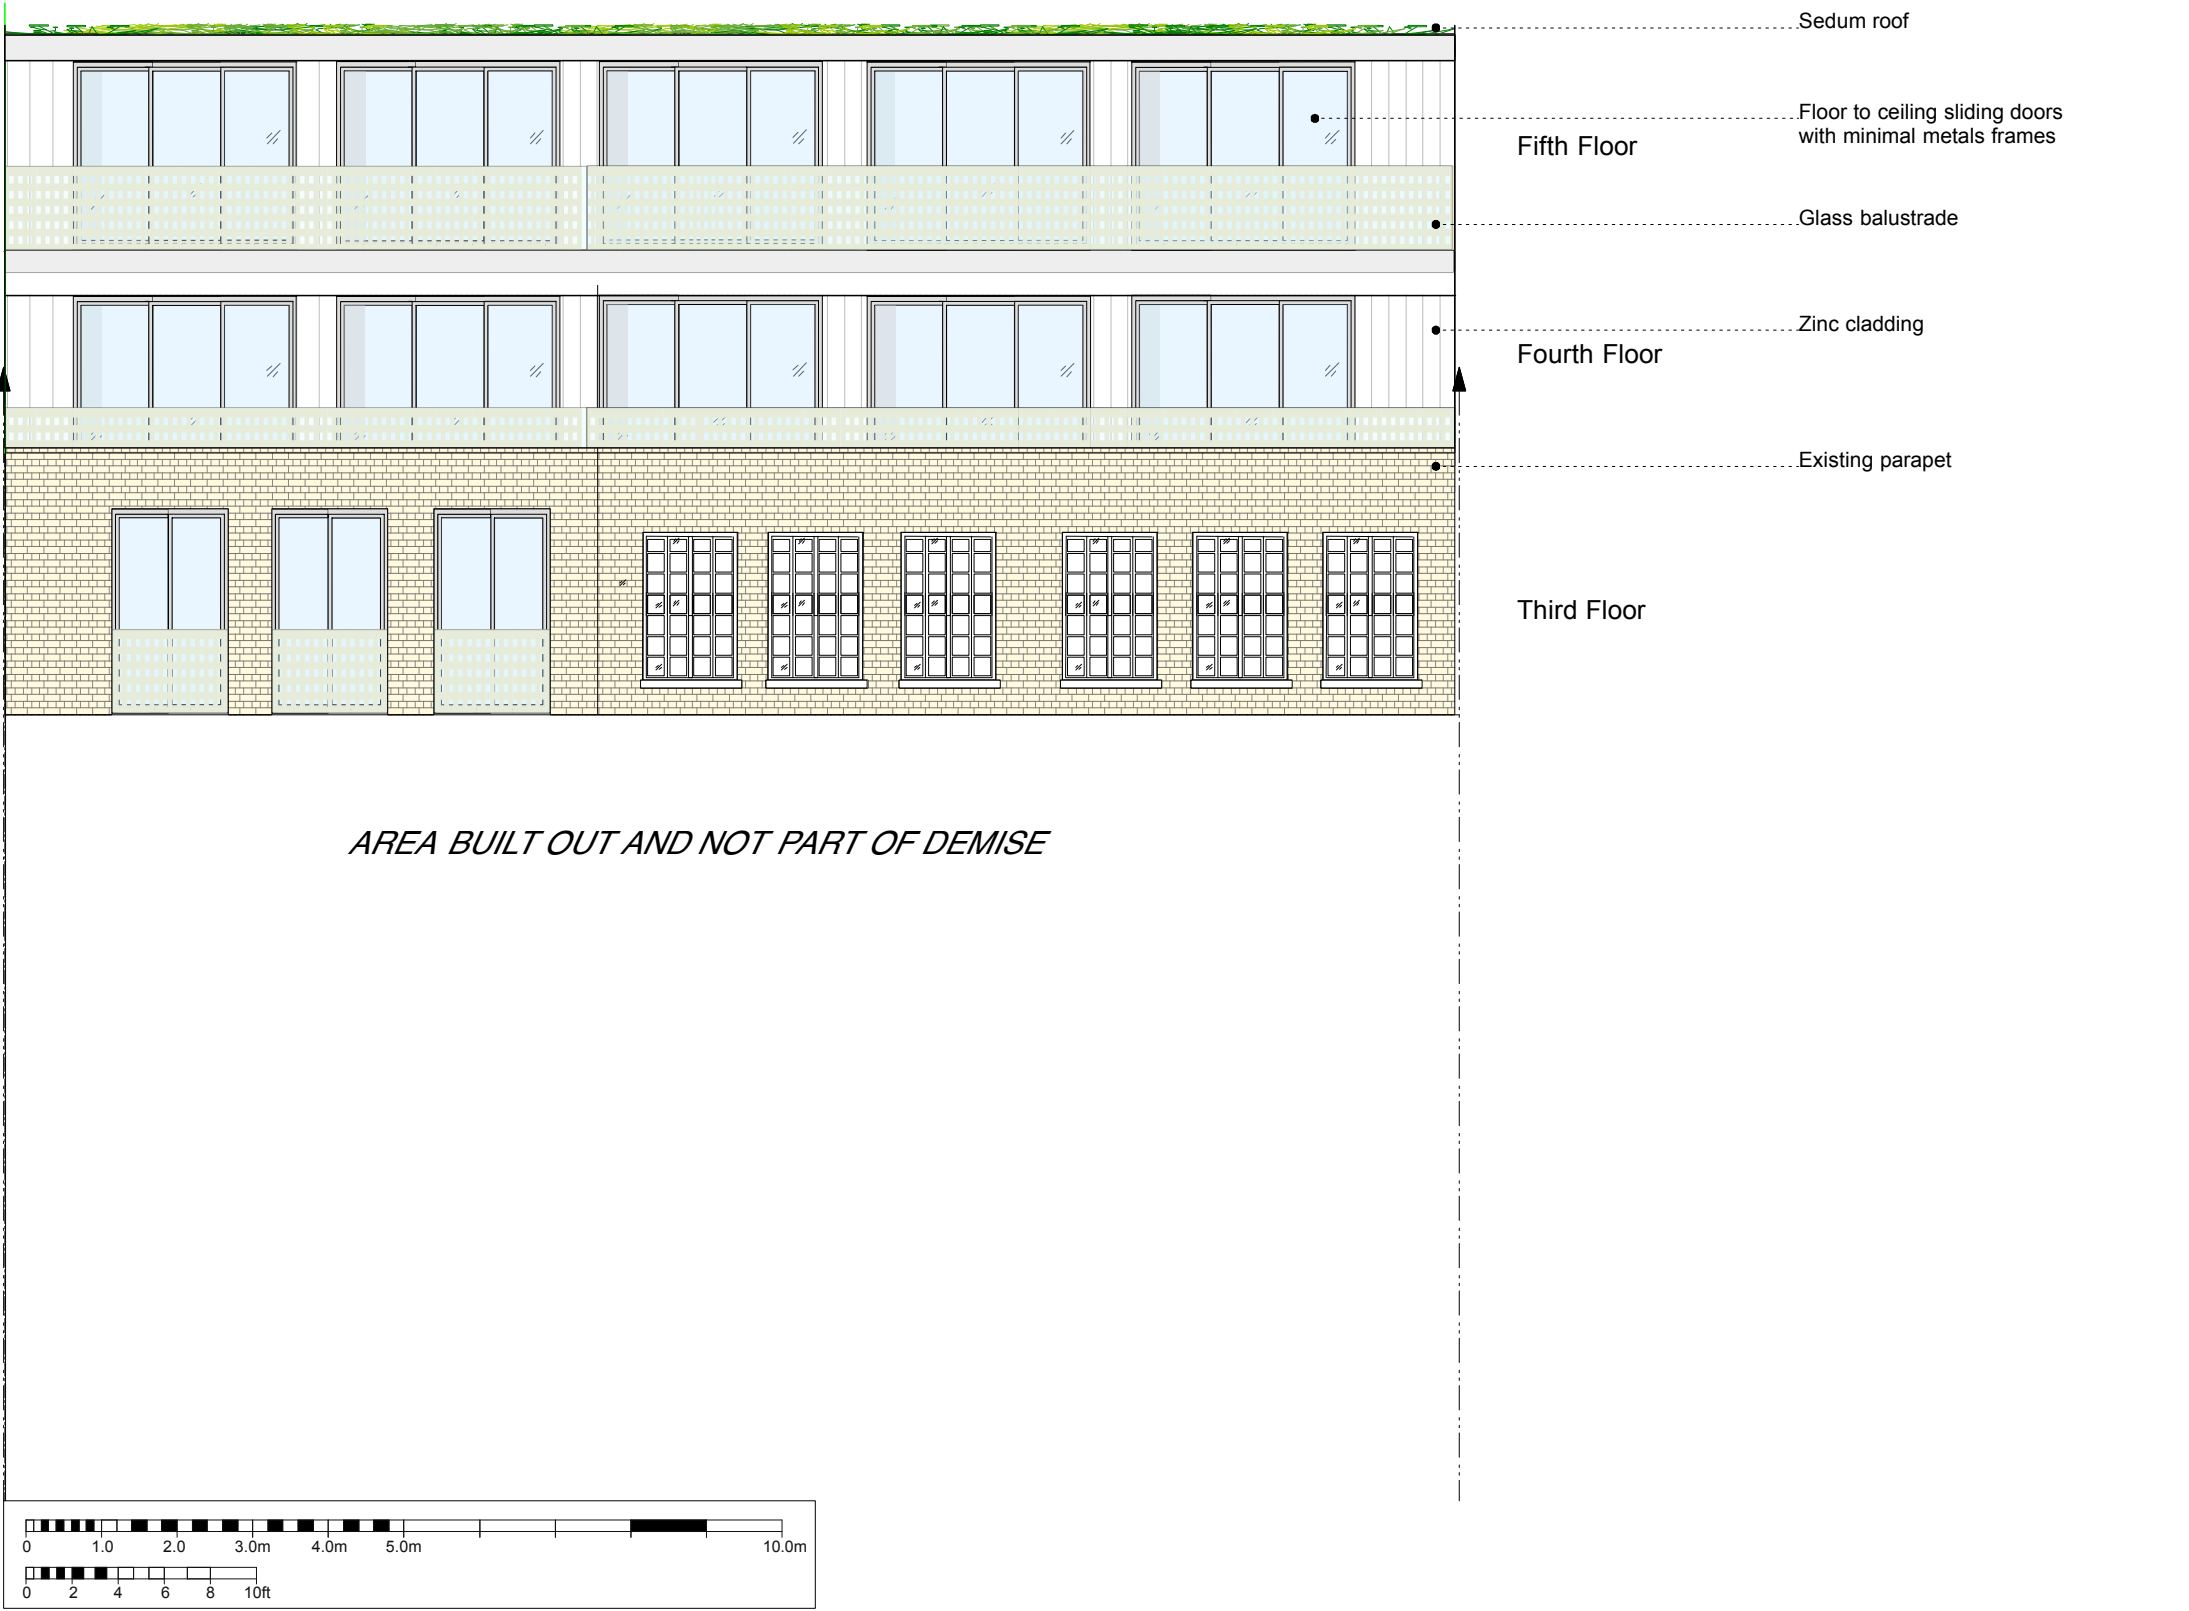 Sedum roof
Floor to ceiling sliding doors
with minimal metals frames
Fifth Floor
Glass balustrade
Zinc cladding
Fourth Floor
Existing parapet
Third Floor
AREA BUILT OUT AND NOT PART OF DEMISE
0 1.0 2.0 3.0m 4.0m 5.0m 10.0m
0 2 4 6 8 10ft